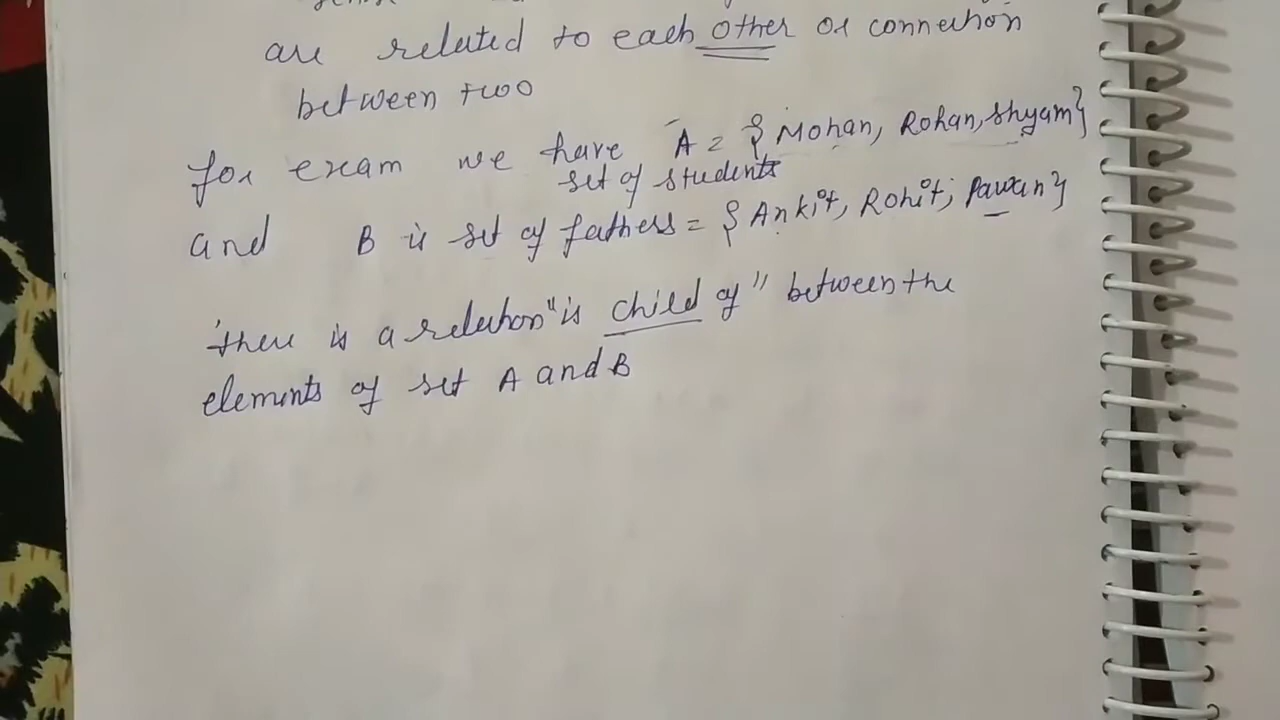 are related to each other or connection
between two
for exam we have A = {Mohan, Rohan, Shyam}
set of students
and B is set of fathers = {Ankit, Rohit, Pawan}
there is a relation "is child of" between the
elements of set A and B